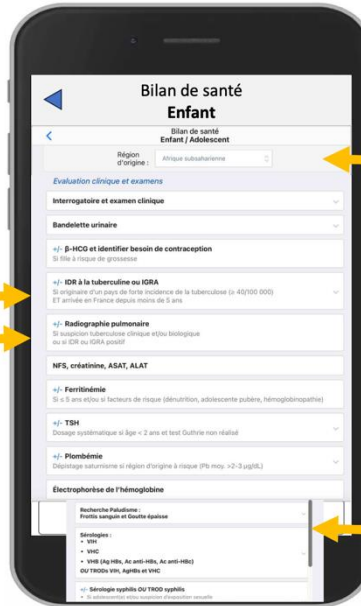 Bilan de santé
Enfant
Bilan de santé
Enfant / Adolescent
Région
d'origine :
Afrique subsaharienne
Evaluation clinique et examens
Interrogatoire et examen clinique
Bandelette urinaire
+/- β-HCG et identifier besoin de contraception
Si fille à risque de grossesse
+/- IDR à la tuberculine ou IGRA
Si originaire d'un pays de forte incidence de la tuberculose (≥ 40/100 000)
ET arrivée en France depuis moins de 5 ans
+/- Radiographie pulmonaire
Si suspicion tuberculose clinique et/ou biologique
ou si IDR ou IGRA positif
NFS, créatinine, ASAT, ALAT
+/- Ferritinémie
Si ≤ 5 ans et/ou si facteurs de risque (dénutrition, adolescente pubère, hémoglobinopathie)
+/- TSH
Dosage systématique si âge < 2 ans et test Guthrie non réalisé
+/- Plombémie
Dépistage saturnisme si région d'origine à risque (Pb moy. >2-3 µg/dL)
Électrophorèse de l'hémoglobine
Recherche Paludisme :
Frottis sanguin et Goutte épaisse
Sérologies :
• VIH
• VHC
• VHB (Ag HBs, Ac anti-HBs, Ac anti-HBc)
OU TRODs VIH, AgHBs et VHC
+/- Sérologie syphilis OU TROD syphilis
• Si adolescent(e) et/ou suspicion d'exposition sexuelle